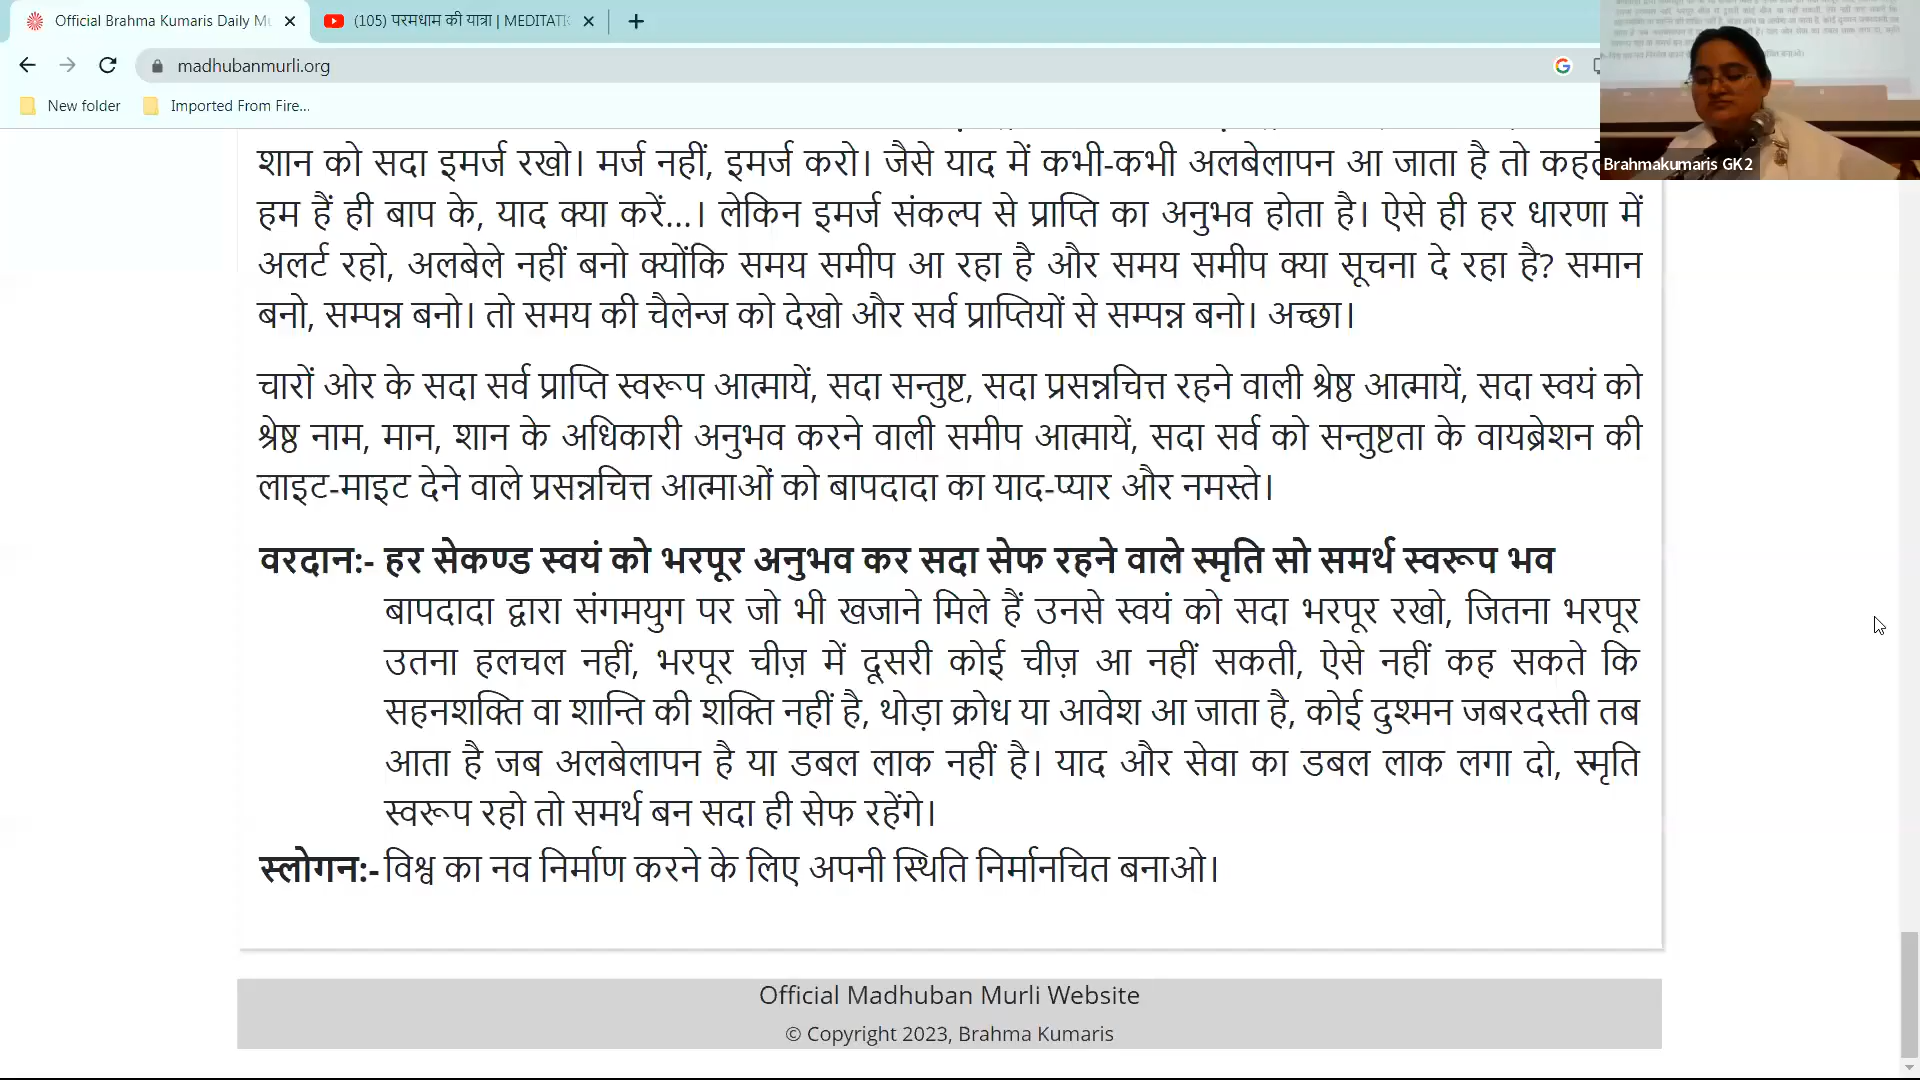 Official Brahma Kumaris Daily Mu
(105) परमधाम की यात्रा | MEDITATI
madhubanmurli.org
New folder
Imported From Fire...
Brahmakumaris GK2
शान को सदा इमर्ज रखो। मर्ज नहीं, इमर्ज करो। जैसे याद में कभी-कभी अलबेलापन आ जाता है तो
हम हैं ही बाप के, याद क्या करें...। लेकिन इमर्ज संकल्प से प्राप्ति का अनुभव होता है। ऐसे ही हर धारणा में
अलर्ट रहो, अलबेले नहीं बनो क्योंकि समय समीप आ रहा है और समय समीप क्या सूचना दे रहा है? समान
बनो, सम्पन्न बनो। तो समय की चैलेन्ज को देखो और सर्व प्राप्तियों से सम्पन्न बनो। अच्छा।
चारों ओर के सदा सर्व प्राप्ति स्वरूप आत्मायें, सदा सन्तुष्ट, सदा प्रसन्नचित्त रहने वाली श्रेष्ठ आत्मायें, सदा स्वयं को
श्रेष्ठ नाम, मान, शान के अधिकारी अनुभव करने वाली समीप आत्मायें, सदा सर्व को सन्तुष्टता के वायब्रेशन की
लाइट-माइट देने वाले प्रसन्नचित्त आत्माओं को बापदादा का याद-प्यार और नमस्ते।
वरदान:- हर सेकण्ड स्वयं को भरपूर अनुभव कर सदा सेफ रहने वाले स्मृति सो समर्थ स्वरूप भव
बापदादा द्वारा संगमयुग पर जो भी खजाने मिले हैं उनसे स्वयं को सदा भरपूर रखो, जितना भरपूर
उतना हलचल नहीं, भरपूर चीज़ में दूसरी कोई चीज़ आ नहीं सकती, ऐसे नहीं कह सकते कि
सहनशक्ति वा शान्ति की शक्ति नहीं है, थोड़ा क्रोध या आवेश आ जाता है, कोई दुश्मन जबरदस्ती तब
आता है जब अलबेलापन है या डबल लाक नहीं है। याद और सेवा का डबल लाक लगा दो, स्मृति
स्वरूप रहो तो समर्थ बन सदा ही सेफ रहेंगे।
स्लोगन:- विश्व का नव निर्माण करने के लिए अपनी स्थिति निर्मानचित बनाओ।
Official Madhuban Murli Website
© Copyright 2023, Brahma Kumaris